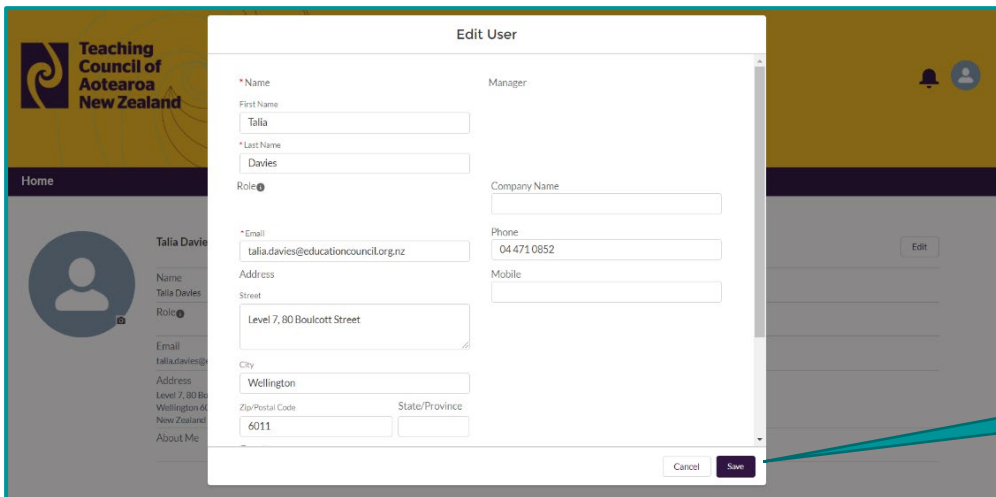 Edit User
Teaching
Council of
Aotearoa
New Zealand
Home
* Name
Manager
First Name
Talia
* Last Name
Davies
Role
Company Name
* Email
talia.davies@educationcouncil.org.nz
Phone
04 471 0852
Address
Mobile
Street
Level 7, 80 Boulcott Street
City
Wellington
Zip/Postal Code
State/Province
6011
Cancel
Save
Talia Davie
Edit
Name
Talia Davies
Role
Email
talia.davies@
Address
Level 7, 80 Bo
Wellington 60
New Zealand
About Me